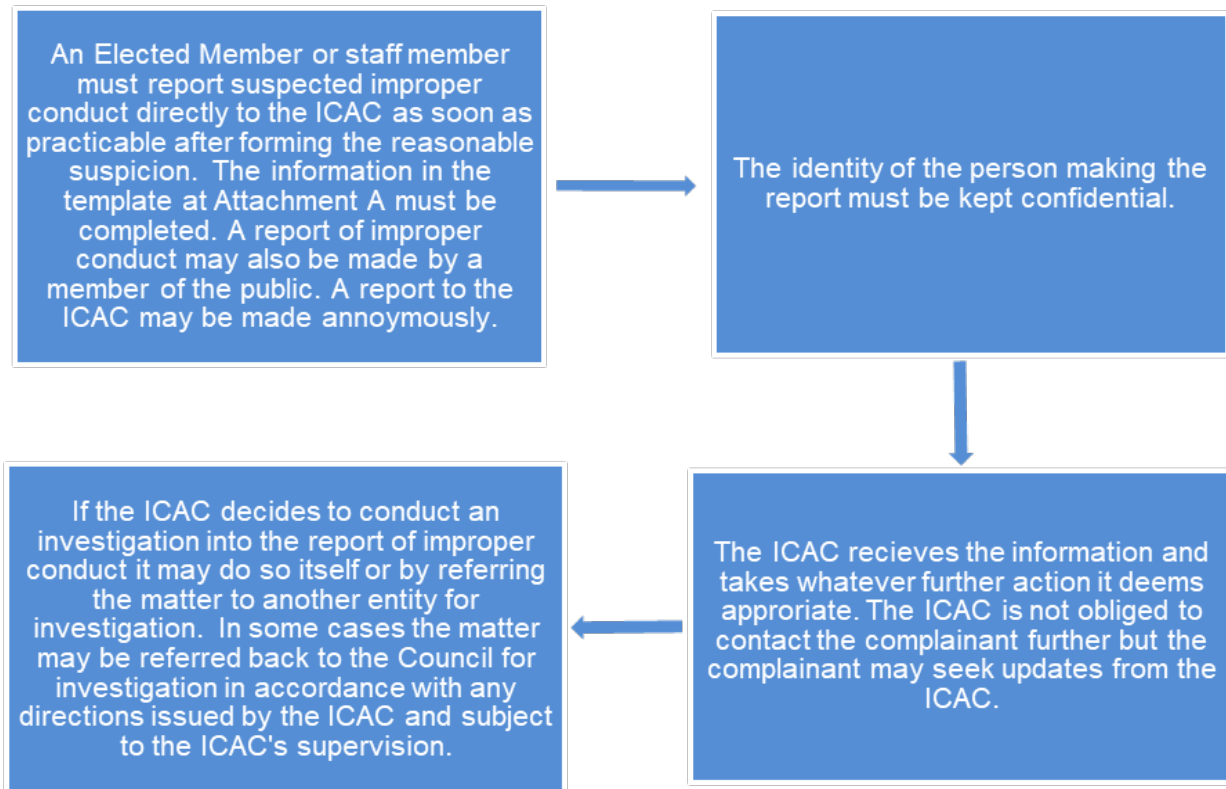 An Elected Member or staff member
must report suspected improper
conduct directly to the ICAC as soon as
practicable after forming the reasonable
suspicion. The information in the
template at Attachment A must be
completed. A report of improper
conduct may also be made by a
member of the public. A report to the
ICAC may be made annoymously.
The identity of the person making the
report must be kept confidential.
The ICAC recieves the information and
takes whatever further action it deems
approriate. The ICAC is not obliged to
contact the complainant further but the
complainant may seek updates from the
ICAC.
If the ICAC decides to conduct an
investigation into the report of improper
conduct it may do so itself or by referring
the matter to another entity for
investigation. In some cases the matter
may be referred back to the Council for
investigation in accordance with any
directions issued by the ICAC and subject
to the ICAC's supervision.